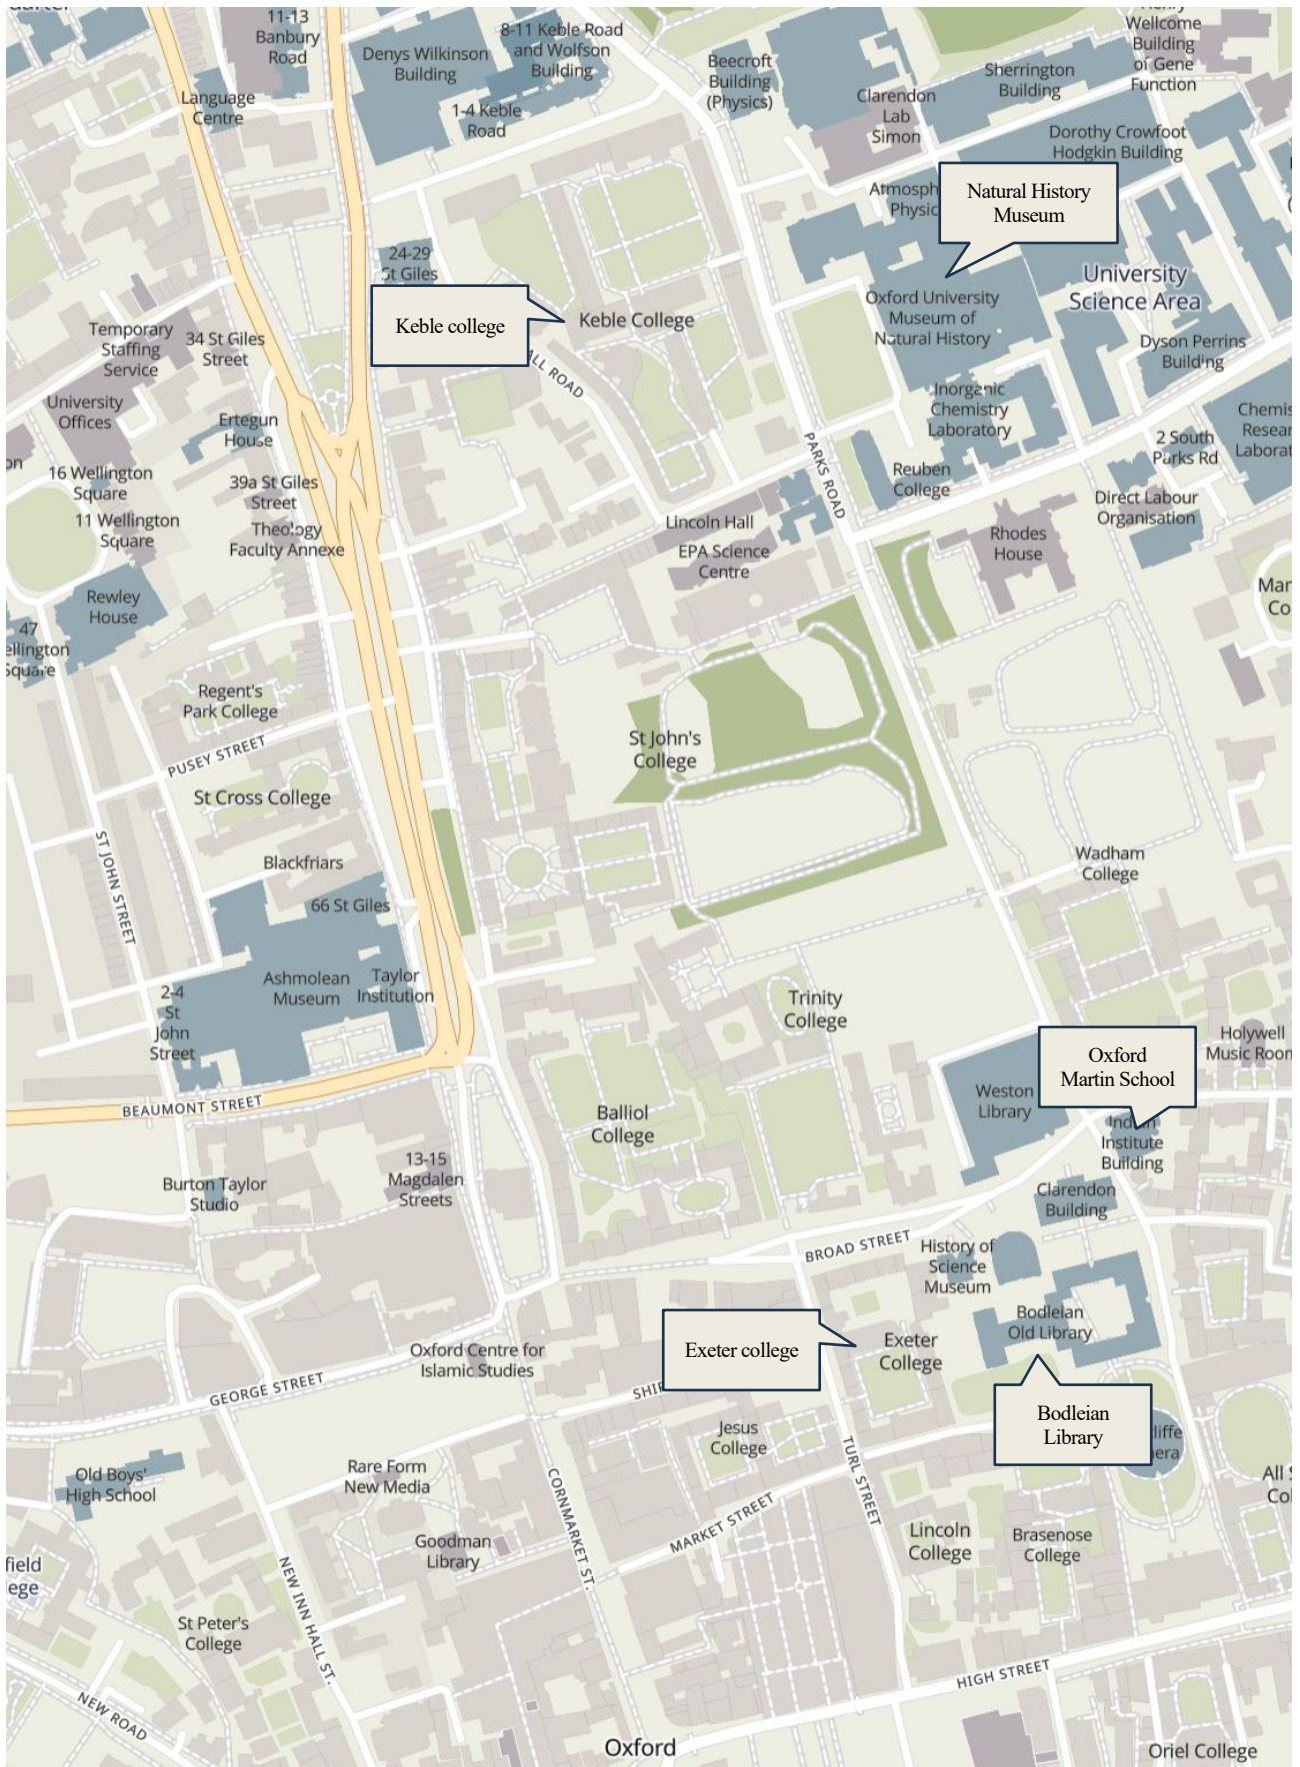 11-13
Banbury
Road
Denys Wilkinson
Building
8-11 Keble Road
and Wolfson
Building
1-4 Keble
Road
Language
Centre
Beecroft
Building
(Physics)
Clarendon
Lab
Simon
Sherrington
Building
Wellcome
Building
of Gene
Function
Dorothy Crowfoot
Hodgkin Building
Natural History
Museum
24-29
St Giles
Keble college
Keble College
Oxford University
Museum of
Natural History
University
Science Area
Dyson Perrins
Building
Temporary
Staffing
Service
34 St Giles
Street
University
Offices
Ertegun
House
16 Wellington
Square
11 Wellington
Square
39a St Giles
Street
Theology
Faculty Annexe
Rewley
House
47
Inorganic
Chemistry
Laboratory
Reuben
College
PARKS ROAD
2 South
Parks Rd
Direct Labour
Organisation
Lincoln Hall
EPA Science
Centre
Rhodes
House
Regent's
Park College
PUSEY STREET
St Cross College
Blackfriars
66 St Giles
ST JOHN STREET
St John's
College
Wadham
College
Ashmolean
Museum
Taylor
Institution
2-4
St
John
Street
BEAUMONT STREET
Trinity
College
Balliol
College
Weston
Library
Oxford
Martin School
Holywell
Music Room
Institute
Building
Clarendon
Building
Burton Taylor
Studio
13-15
Magdalen
Streets
BROAD STREET
History of
Science
Museum
Bodleian
Old Library
Oxford Centre for
Islamic Studies
GEORGE STREET
Exeter college
Exeter
College
Bodleian
Library
Jesus
College
TURL STREET
Old Boys'
High School
Rare Form
New Media
Goodman
Library
CORNMARKET ST.
MARKET STREET
Lincoln
College
Brasenose
College
NEW INN HALL ST.
St Peter's
College
NEW ROAD
HIGH STREET
Oxford
Oriel College